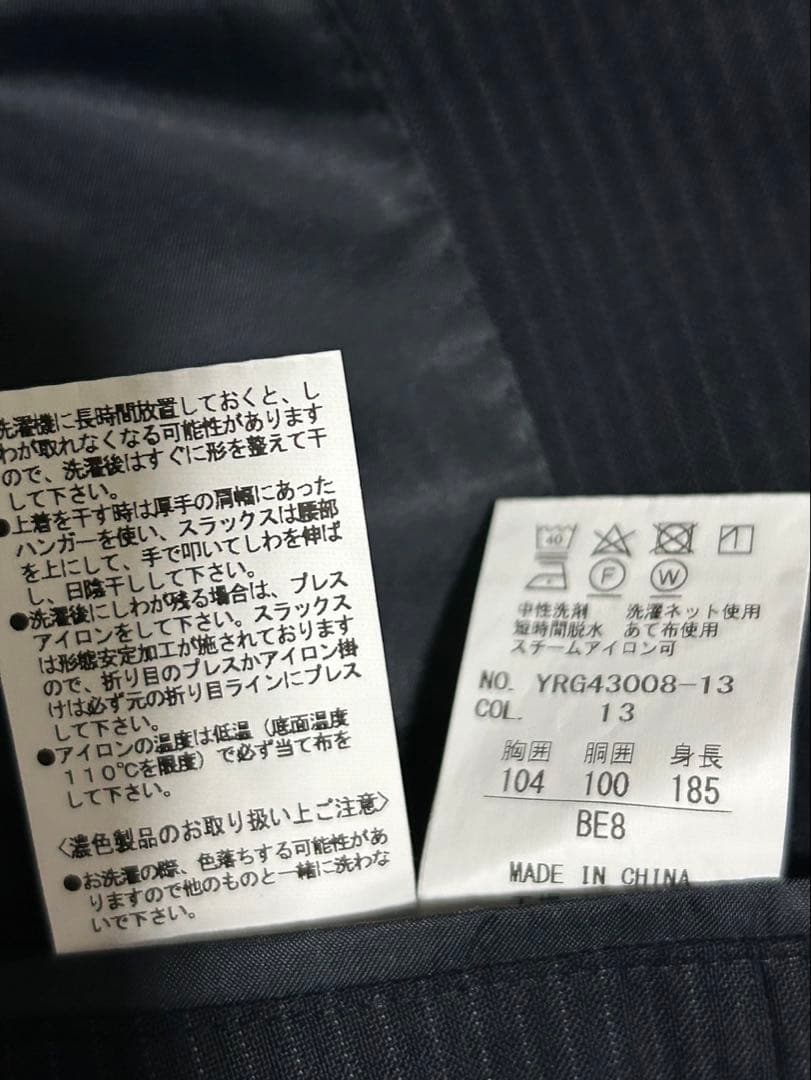 洗濯機に長時間放置しておくと、し
わが取れなくなる可能性があります
ので、洗濯後はすぐに形を整えて干
して下さい。
●上着を干す時は厚手の肩幅にあった
ハンガーを使い、スラックスは腰部
を上にして、手で叩いてしわを伸ば
し、日陰干しして下さい。
●洗濯後にしわが残る場合は、プレス
アイロンをして下さい。スラックス
は形態安定加工が施されております
ので、折り目のプレスかアイロン掛
けは必ず元の折り目ラインにプレス
して下さい。
●アイロンの温度は低温（底面温度
110℃を限度）で必ず当て布を
して下さい。
〈濃色製品のお取り扱い上ご注意〉
●お洗濯の際、色落ちする可能性があ
りますので他のものと一緒に洗わな
いで下さい。
40
F W
中性洗剤 洗濯ネット使用
短時間脱水 あて布使用
スチームアイロン可
NO. YRG43008-13
COL. 13
胸囲 胴囲 身長
104 100 185
BE8
MADE IN CHINA